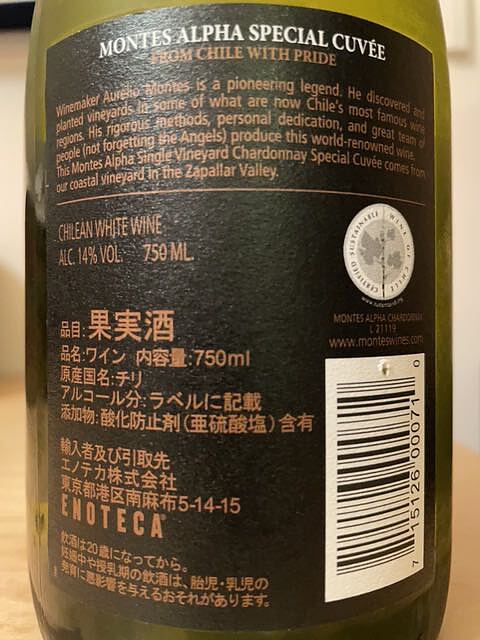 MONTES ALPHA SPECIAL CUVÉE
FROM CHILE WITH PRIDE
Winemaker Aurelio Montes is a pioneering legend. He discovered and
planted vineyards in some of what are now Chile's most famous wine
regions. His rigorous methods, personal dedication, and great team of
people (not forgetting the Angels) produce this world-renowned wine.
This Montes Alpha Single Vineyard Chardonnay Special Cuvée comes from
our coastal vineyard in the Zapallar Valley.
CHILEAN WHITE WINE
ALC. 14% VOL. 750 ML.
CERTIFIED SUSTAINABLE WINE OF CHILE
MONTES ALPHA CHARDONNAY
L 21119
www.monteswines.com
品目:果実酒
品名:ワイン 内容量:750ml
原産国名:チリ
アルコール分:ラベルに記載
添加物:酸化防止剤(亜硫酸塩)含有
輸入者及び引取先
エノテカ株式会社
東京都港区南麻布5-14-15
ENOTECA
飲酒は20歳になってから。
妊娠中や授乳期の飲酒は、胎児・乳児の
発育に悪影響を与えるおそれがあります。
7 15126 00071 0